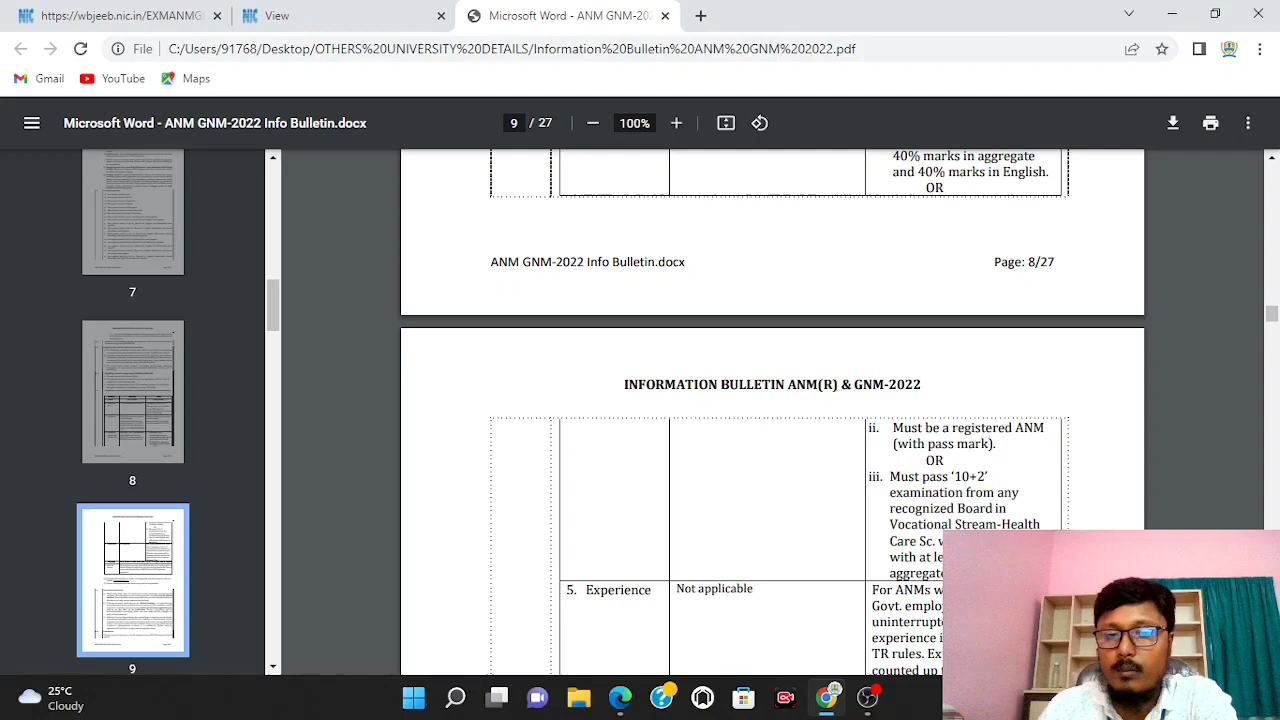 https://wbjeeb.nic.in/EXMANMG
View
Microsoft Word - ANM GNM-20
File
C:/Users/91768/Desktop/OTHERS%20UNIVERSITY%20DETAILS/Information%20Bulletin%20ANM%20GNM%202022.pdf
Gmail
YouTube
Maps
Microsoft Word - ANM GNM-2022 Info Bulletin.docx
9 / 27
100%
40% marks in aggregate
and 40% marks in English.
OR
ANM GNM-2022 Info Bulletin.docx
Page: 8/27
7
8
9
INFORMATION BULLETIN ANM(R) & GNM-2022
ii. Must be a registered ANM
(with pass mark).
OR
iii. Must pass ‘10+2’
examination from any
recognized Board in
Vocational Stream-Health
Care Sc.
with at le
aggregate
5. Experience
Not applicable
For ANMs w
Govt. emplo
uninterrupt
experience i
TR rules. Ex
counted up
25°C
Cloudy